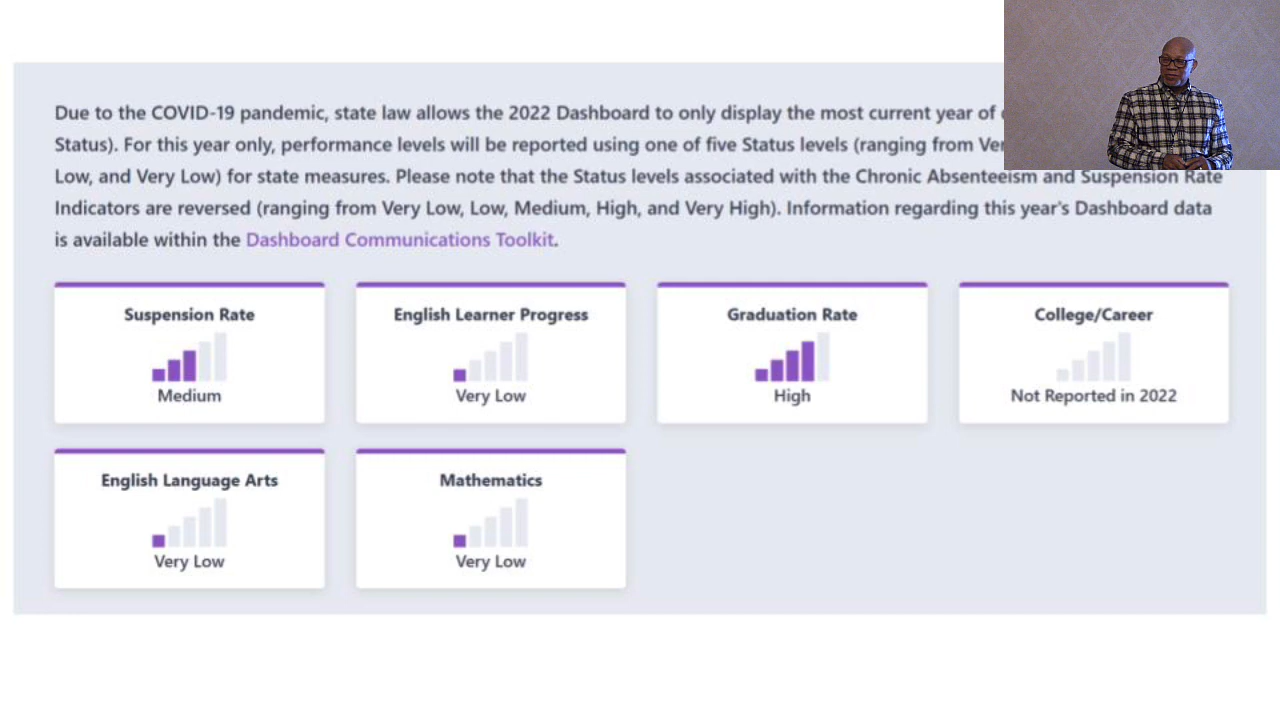 Due to the COVID-19 pandemic, state law allows the 2022 Dashboard to only display the most current year of
Status). For this year only, performance levels will be reported using one of five Status levels (ranging from
Low, and Very Low) for state measures. Please note that the Status levels associated with the Chronic Absenteeism and Suspension Rate
Indicators are reversed (ranging from Very Low, Low, Medium, High, and Very High). Information regarding this year's Dashboard data
is available within the Dashboard Communications Toolkit.
Suspension Rate
Medium
English Learner Progress
Very Low
Graduation Rate
High
College/Career
Not Reported in 2022
English Language Arts
Very Low
Mathematics
Very Low